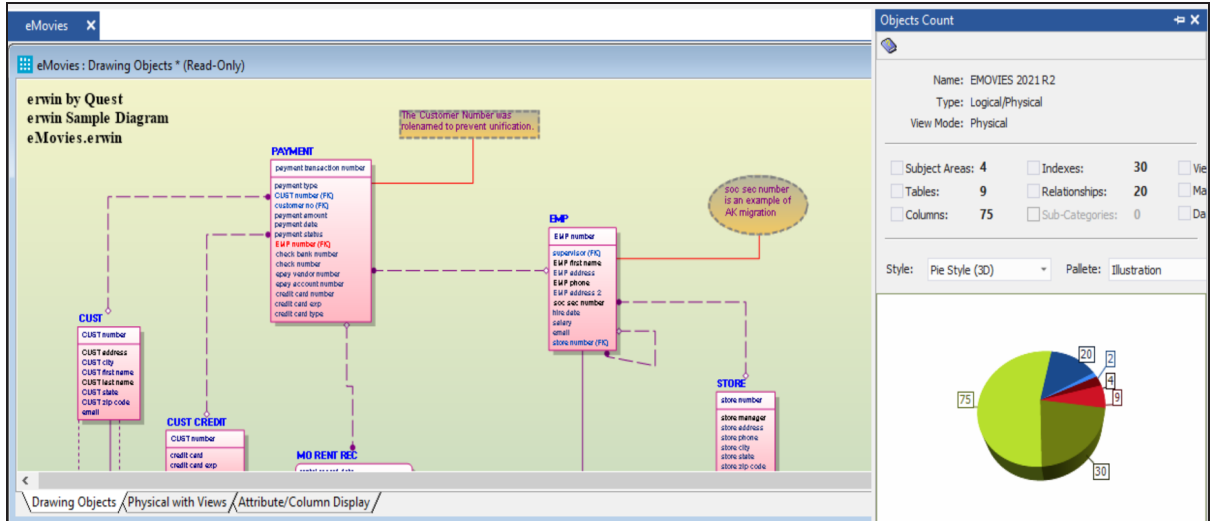 eMovies X
eMovies : Drawing Objects * (Read-Only)
erwin by Quest
erwin Sample Diagram
eMovies.erwin
The Customer Number was
rolenamed to prevent unification.
PAYMENT
payment transaction number
payment type
CUST number (FK)
customer no (FK)
payment amount
payment date
payment status
EMP number (FK)
check bank number
check number
epay vendor number
epay account number
credit card number
credit card exp
credit card type
soc sec number
is an example of
AK migration
EMP
EMP number
supervisor (FK)
EMP first name
EMP address
EMP phone
EMP address 2
soc sec number
hire date
salary
email
store number (FK)
CUST
CUST number
CUST address
CUST city
CUST first name
CUST last name
CUST state
CUST zip code
email
CUST CREDIT
CUST number
credit card
credit card exp
MO RENT REC
STORE
store number
store manager
store address
store phone
store city
store state
store zip code
Drawing Objects Physical with Views Attribute/Column Display
Objects Count
Name: EMOVIES 2021 R2
Type: Logical/Physical
View Mode: Physical
Subject Areas: 4 Indexes: 30 Vie
Tables: 9 Relationships: 20 Ma
Columns: 75 Sub-Categories: 0 Da
Style: Pie Style (3D) Pallete: Illustration
20
2
4
9
75
30